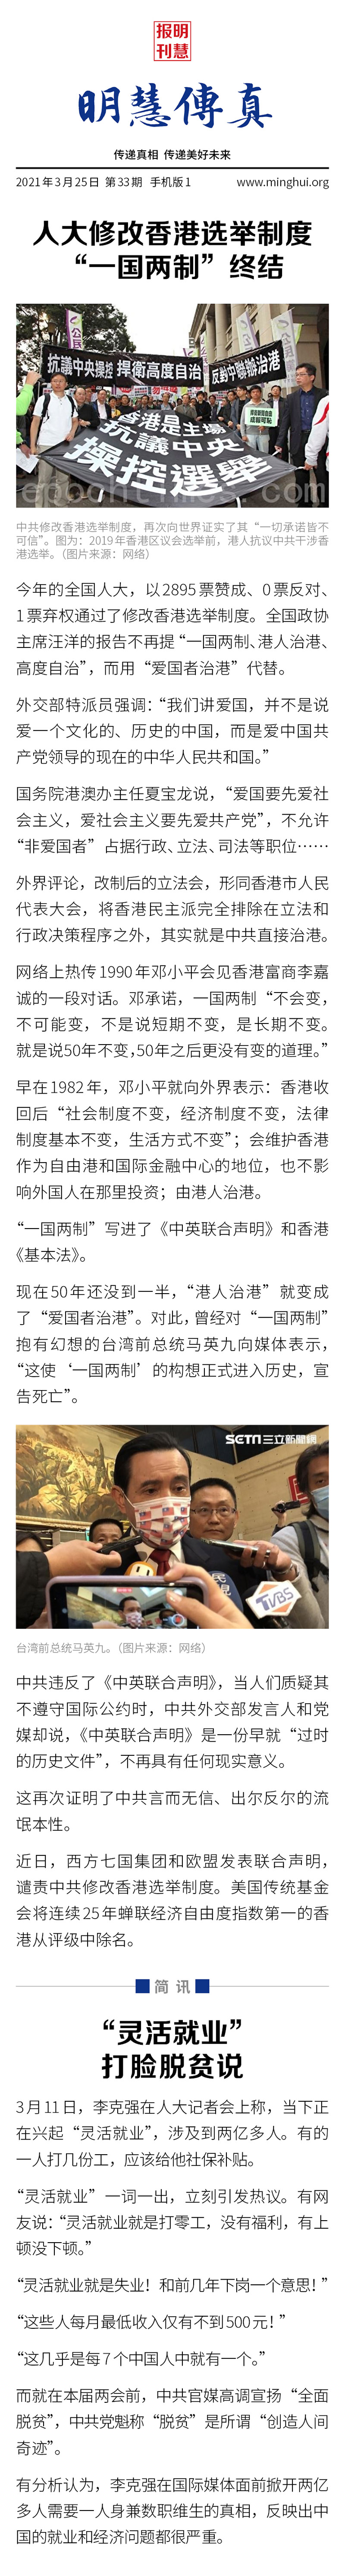 明慧
报刊
明慧傳真
传递真相 传递美好未来
2021年3月25日 第33期 手机版1 www.minghui.org
人大修改香港选举制度
“一国两制”终结
抗議中央操控 捍衛高度自治
香港是主場
抗議中央
操控選舉
epochtimes.com
中共修改香港选举制度，再次向世界证实了其“一切承诺皆不
可信”。图为：2019年香港区议会选举前，港人抗议中共干涉香
港选举。（图片来源：网络）
今年的全国人大，以2895票赞成、0票反对、
1票弃权通过了修改香港选举制度。全国政协
主席汪洋的报告不再提“一国两制、港人治港、
高度自治”，而用“爱国者治港”代替。
外交部特派员强调：“我们讲爱国，并不是说
爱一个文化的、历史的中国，而是爱中国共
产党领导的现在的中华人民共和国。”
国务院港澳办主任夏宝龙说，“爱国要先爱社
会主义，爱社会主义要先爱共产党”，不允许
“非爱国者”占据行政、立法、司法等职位……
外界评论，改制后的立法会，形同香港市人民
代表大会，将香港民主派完全排除在立法和
行政决策程序之外，其实就是中共直接治港。
网络上热传1990年邓小平会见香港富商李嘉
诚的一段对话。邓承诺，一国两制“不会变，
不可能变，不是说短期不变，是长期不变。
就是说50年不变，50年之后更没有变的道理。”
早在1982年，邓小平就向外界表示：香港收
回后“社会制度不变，经济制度不变，法律
制度基本不变，生活方式不变”；会维护香港
作为自由港和国际金融中心的地位，也不影
响外国人在那里投资；由港人治港。
“一国两制”写进了《中英联合声明》和香港
《基本法》。
现在50年还没到一半，“港人治港”就变成
了“爱国者治港”。对此，曾经对“一国两制”
抱有幻想的台湾前总统马英九向媒体表示，
“这使‘一国两制’的构想正式进入历史，宣
告死亡”。
SETN三立新聞網
TVBS
台湾前总统马英九。（图片来源：网络）
中共违反了《中英联合声明》，当人们质疑其
不遵守国际公约时，中共外交部发言人和党
媒却说，《中英联合声明》是一份早就“过时
的历史文件”，不再具有任何现实意义。
这再次证明了中共言而无信、出尔反尔的流
氓本性。
近日，西方七国集团和欧盟发表联合声明，
谴责中共修改香港选举制度。美国传统基金
会将连续25年蝉联经济自由度指数第一的香
港从评级中除名。
简 讯
“灵活就业”
打脸脱贫说
3月11日，李克强在人大记者会上称，当下正
在兴起“灵活就业”，涉及到两亿多人。有的
一人打几份工，应该给他社保补贴。
“灵活就业”一词一出，立刻引发热议。有网
友说：“灵活就业就是打零工，没有福利，有上
顿没下顿。”
“灵活就业就是失业！和前几年下岗一个意思！”
“这些人每月最低收入仅有不到500元！”
“这几乎是每7个中国人中就有一个。”
而就在本届两会前，中共官媒高调宣扬“全面
脱贫”，中共党魁称“脱贫”是所谓“创造人间
奇迹”。
有分析认为，李克强在国际媒体面前掀开两亿
多人需要一人身兼数职维生的真相，反映出中
国的就业和经济问题都很严重。